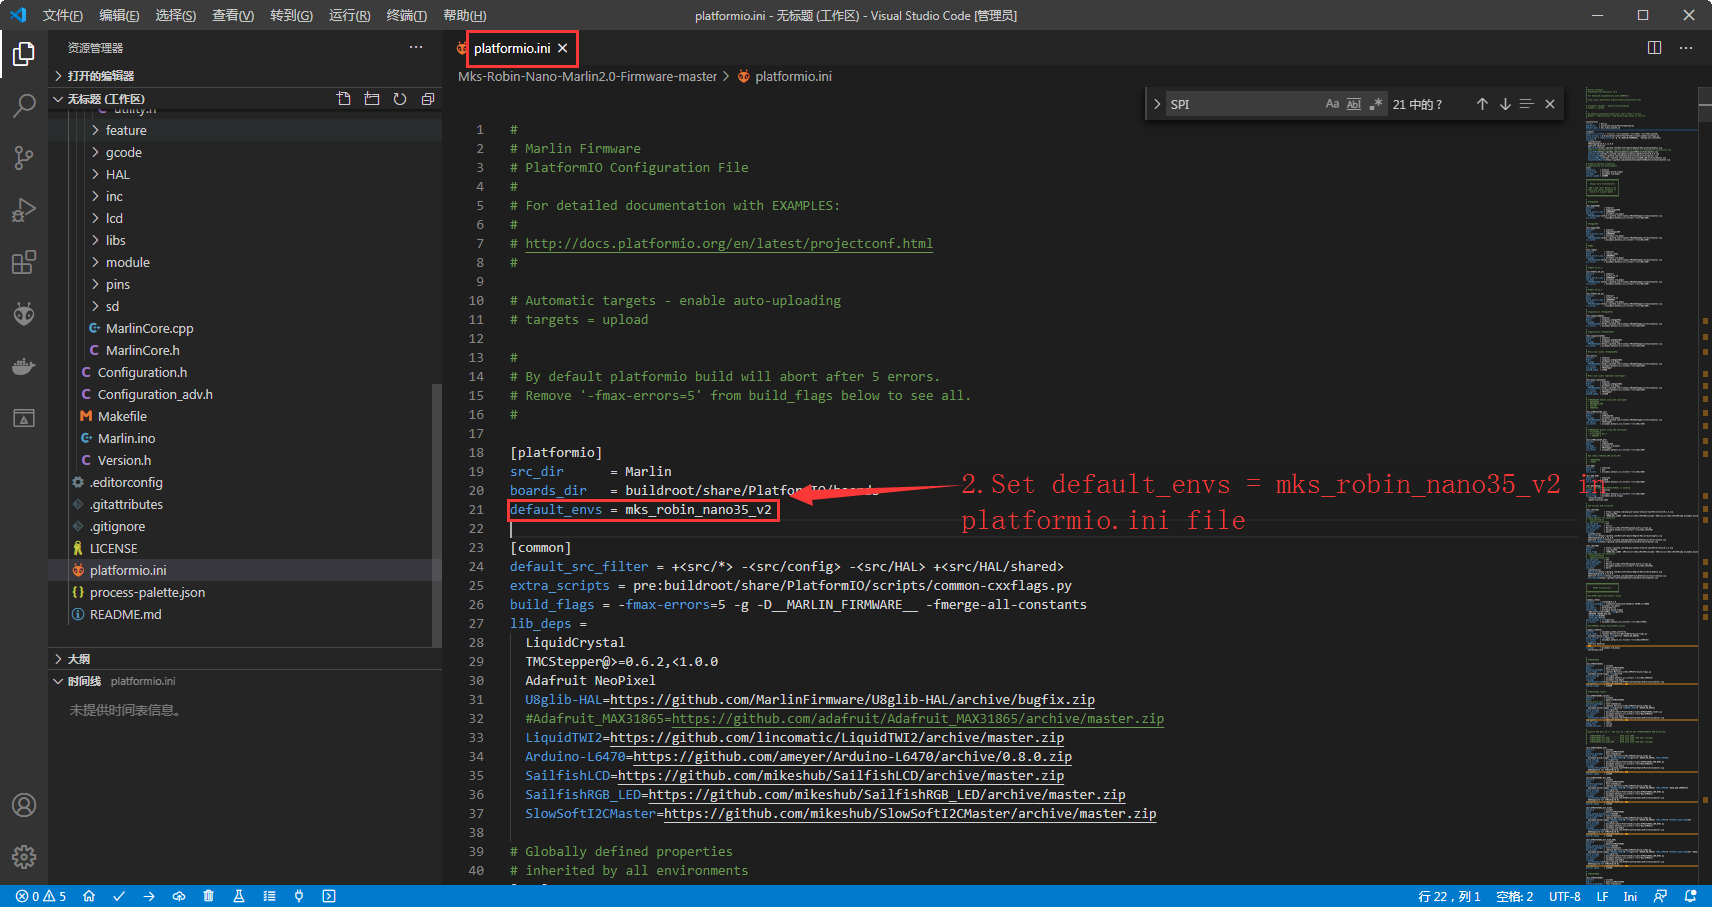 文件(F) 编辑(E) 选择(S) 查看(V) 转到(G) 运行(R) 终端(T) 帮助(H)
platformio.ini - 无标题 (工作区) - Visual Studio Code [管理员]
资源管理器
打开的编辑器
无标题 (工作区)
utility.h
feature
gcode
HAL
inc
lcd
libs
module
pins
sd
MarlinCore.cpp
MarlinCore.h
Configuration.h
Configuration_adv.h
Makefile
Marlin.ino
Version.h
.editorconfig
.gitattributes
.gitignore
LICENSE
platformio.ini
process-palette.json
README.md
大纲
时间线 platformio.ini
未提供时间表信息。
platformio.ini
Mks-Robin-Nano-Marlin2.0-Firmware-master > platformio.ini
SPI Aa Abl .* 21 中的 ?
1 #
2 # Marlin Firmware
3 # PlatformIO Configuration File
4 #
5 # For detailed documentation with EXAMPLES:
6 #
7 # http://docs.platformio.org/en/latest/projectconf.html
8 #
9
10 # Automatic targets - enable auto-uploading
11 # targets = upload
12
13 #
14 # By default platformio build will abort after 5 errors.
15 # Remove '-fmax-errors=5' from build_flags below to see all.
16 #
17
18 [platformio]
19 src_dir = Marlin
20 boards_dir = buildroot/share/PlatformIO/boards
21 default_envs = mks_robin_nano35_v2
22
2.Set default_envs = mks_robin_nano35_v2 in
platformio.ini file
23 [common]
24 default_src_filter = +<src/*> -<src/config> -<src/HAL> +<src/HAL/shared>
25 extra_scripts = pre:buildroot/share/PlatformIO/scripts/common-cxxflags.py
26 build_flags = -fmax-errors=5 -g -D__MARLIN_FIRMWARE__ -fmerge-all-constants
27 lib_deps =
28 LiquidCrystal
29 TMCStepper@>=0.6.2,<1.0.0
30 Adafruit NeoPixel
31 U8glib-HAL=https://github.com/MarlinFirmware/U8glib-HAL/archive/bugfix.zip
32 #Adafruit_MAX31865=https://github.com/adafruit/Adafruit_MAX31865/archive/master.zip
33 LiquidTWI2=https://github.com/lincomatic/LiquidTWI2/archive/master.zip
34 Arduino-L6470=https://github.com/ameyer/Arduino-L6470/archive/0.8.0.zip
35 SailfishLCD=https://github.com/mikeshub/SailfishLCD/archive/master.zip
36 SailfishRGB_LED=https://github.com/mikeshub/SailfishRGB_LED/archive/master.zip
37 SlowSoftI2CMaster=https://github.com/mikeshub/SlowSoftI2CMaster/archive/master.zip
38
39 # Globally defined properties
40 # inherited by all environments
0 5
行 22，列 1 空格: 2 UTF-8 LF Ini